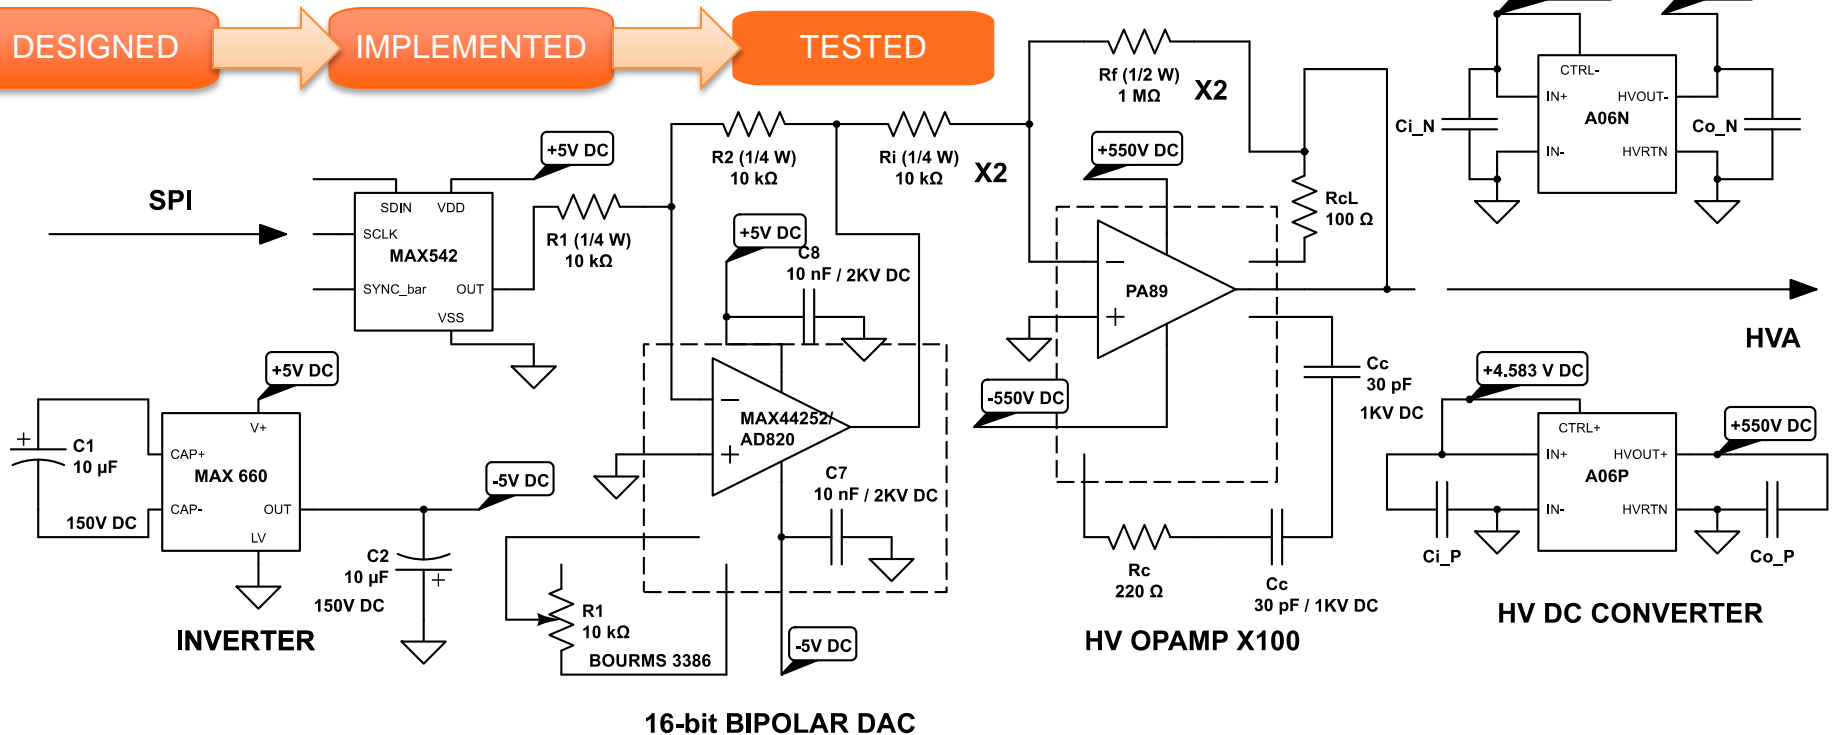 DESIGNED
IMPLEMENTED
TESTED
SPI
SDIN
VDD
SCLK
MAX542
SYNC_bar
OUT
VSS
+5V DC
R1 (1/4 W)
10 kΩ
R2 (1/4 W)
10 kΩ
Ri (1/4 W)
10 kΩ
X2
Rf (1/2 W)
1 MΩ
X2
+5V DC
C8
10 nF / 2KV DC
MAX44252/
AD820
C7
10 nF / 2KV DC
-5V DC
R1
10 kΩ
BOURMS 3386
16-bit BIPOLAR DAC
+5V DC
V+
CAP+
MAX 660
CAP-
OUT
LV
C1
10 µF
150V DC
-5V DC
C2
10 µF
150V DC
INVERTER
+550V DC
PA89
-550V DC
RcL
100 Ω
Cc
30 pF
1KV DC
Rc
220 Ω
Cc
30 pF / 1KV DC
HV OPAMP X100
HVA
CTRL-
IN+
HVOUT-
A06N
IN-
HVRTN
Ci_N
Co_N
+4.583 V DC
CTRL+
IN+
HVOUT+
A06P
IN-
HVRTN
+550V DC
Ci_P
Co_P
HV DC CONVERTER